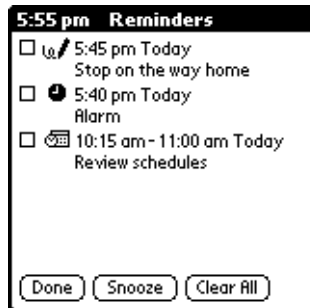 5:55 pm Reminders
5:45 pm Today
Stop on the way home
5:40 pm Today
Alarm
10:15 am - 11:00 am Today
Review schedules
Done Snooze Clear All